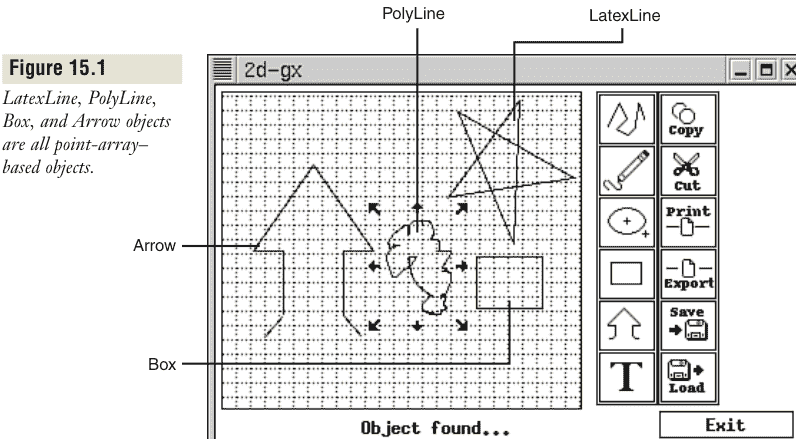 PolyLine
LatexLine
Figure 15.1
LatexLine, PolyLine,
Box, and Arrow objects
are all point-array–
based objects.
2d-gx
Copy
Cut
Print
Export
Save
T
Load
Arrow
Box
Object found...
Exit